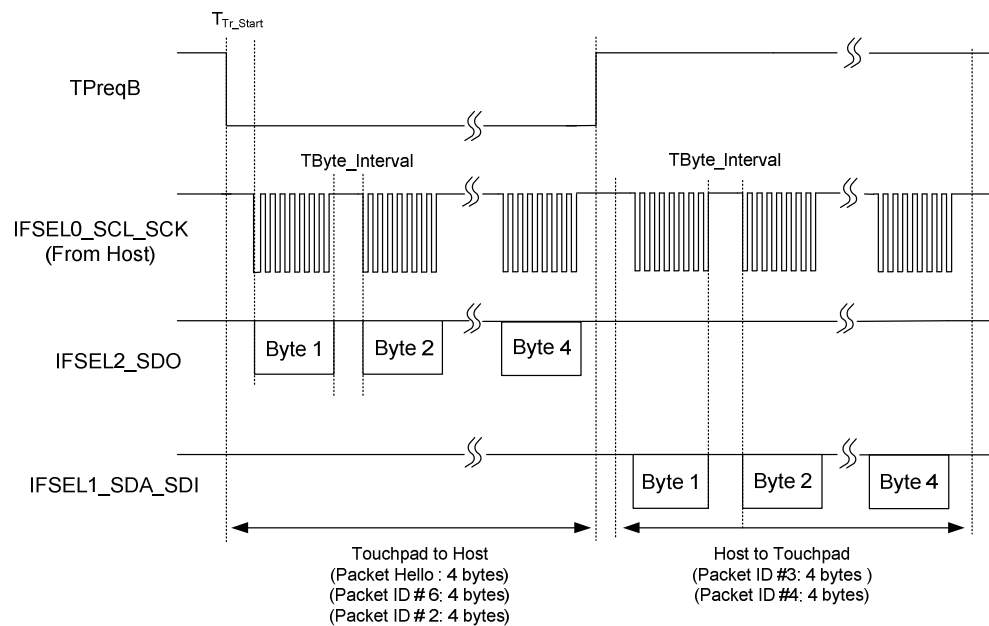 T_Tr_Start
TPreqB
TByte_Interval
TByte_Interval
IFSEL0_SCL_SCK
(From Host)
Byte 1
Byte 2
Byte 4
IFSEL2_SDO
IFSEL1_SDA_SDI
Byte 1
Byte 2
Byte 4
Touchpad to Host
(Packet Hello : 4 bytes)
(Packet ID # 6: 4 bytes)
(Packet ID # 2: 4 bytes)
Host to Touchpad
(Packet ID #3: 4 bytes )
(Packet ID #4: 4 bytes)